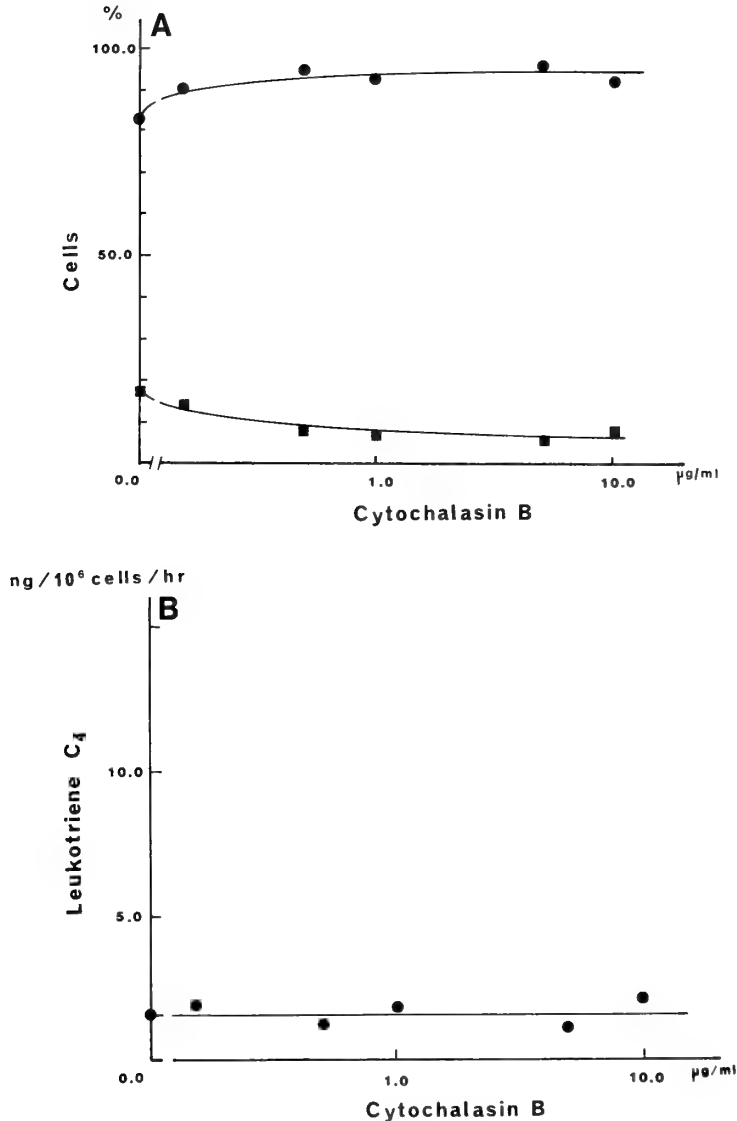 %
A
100.0
50.0
Cells
0.0
1.0
10.0
µg/ml
Cytochalasin B
ng/10⁶ cells/hr
B
10.0
5.0
Leukotriene C₄
0.0
1.0
10.0
µg/ml
Cytochalasin B